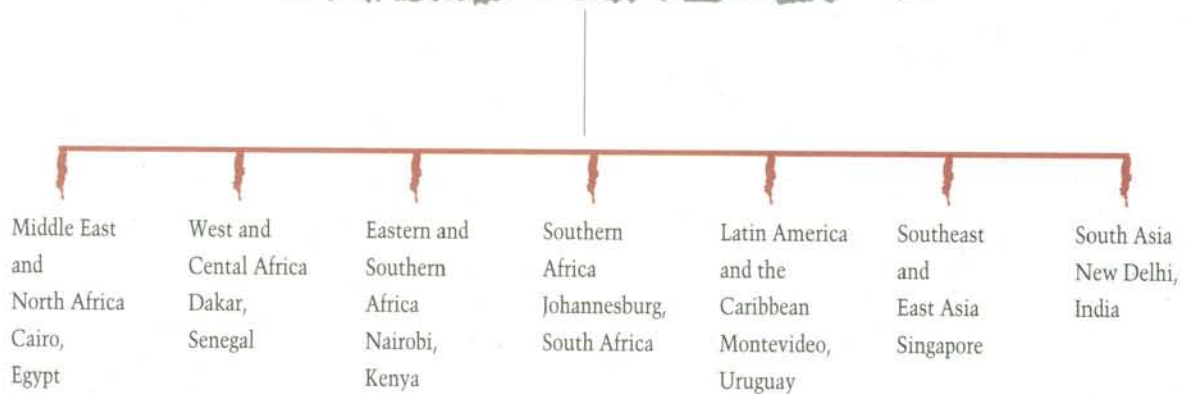 Middle East
and
North Africa
Cairo,
Egypt
West and
Cental Africa
Dakar,
Senegal
Eastern and
Southern
Africa
Nairobi,
Kenya
Southern
Africa
Johannesburg,
South Africa
Latin America
and the
Caribbean
Montevideo,
Uruguay
Southeast
and
East Asia
Singapore
South Asia
New Delhi,
India